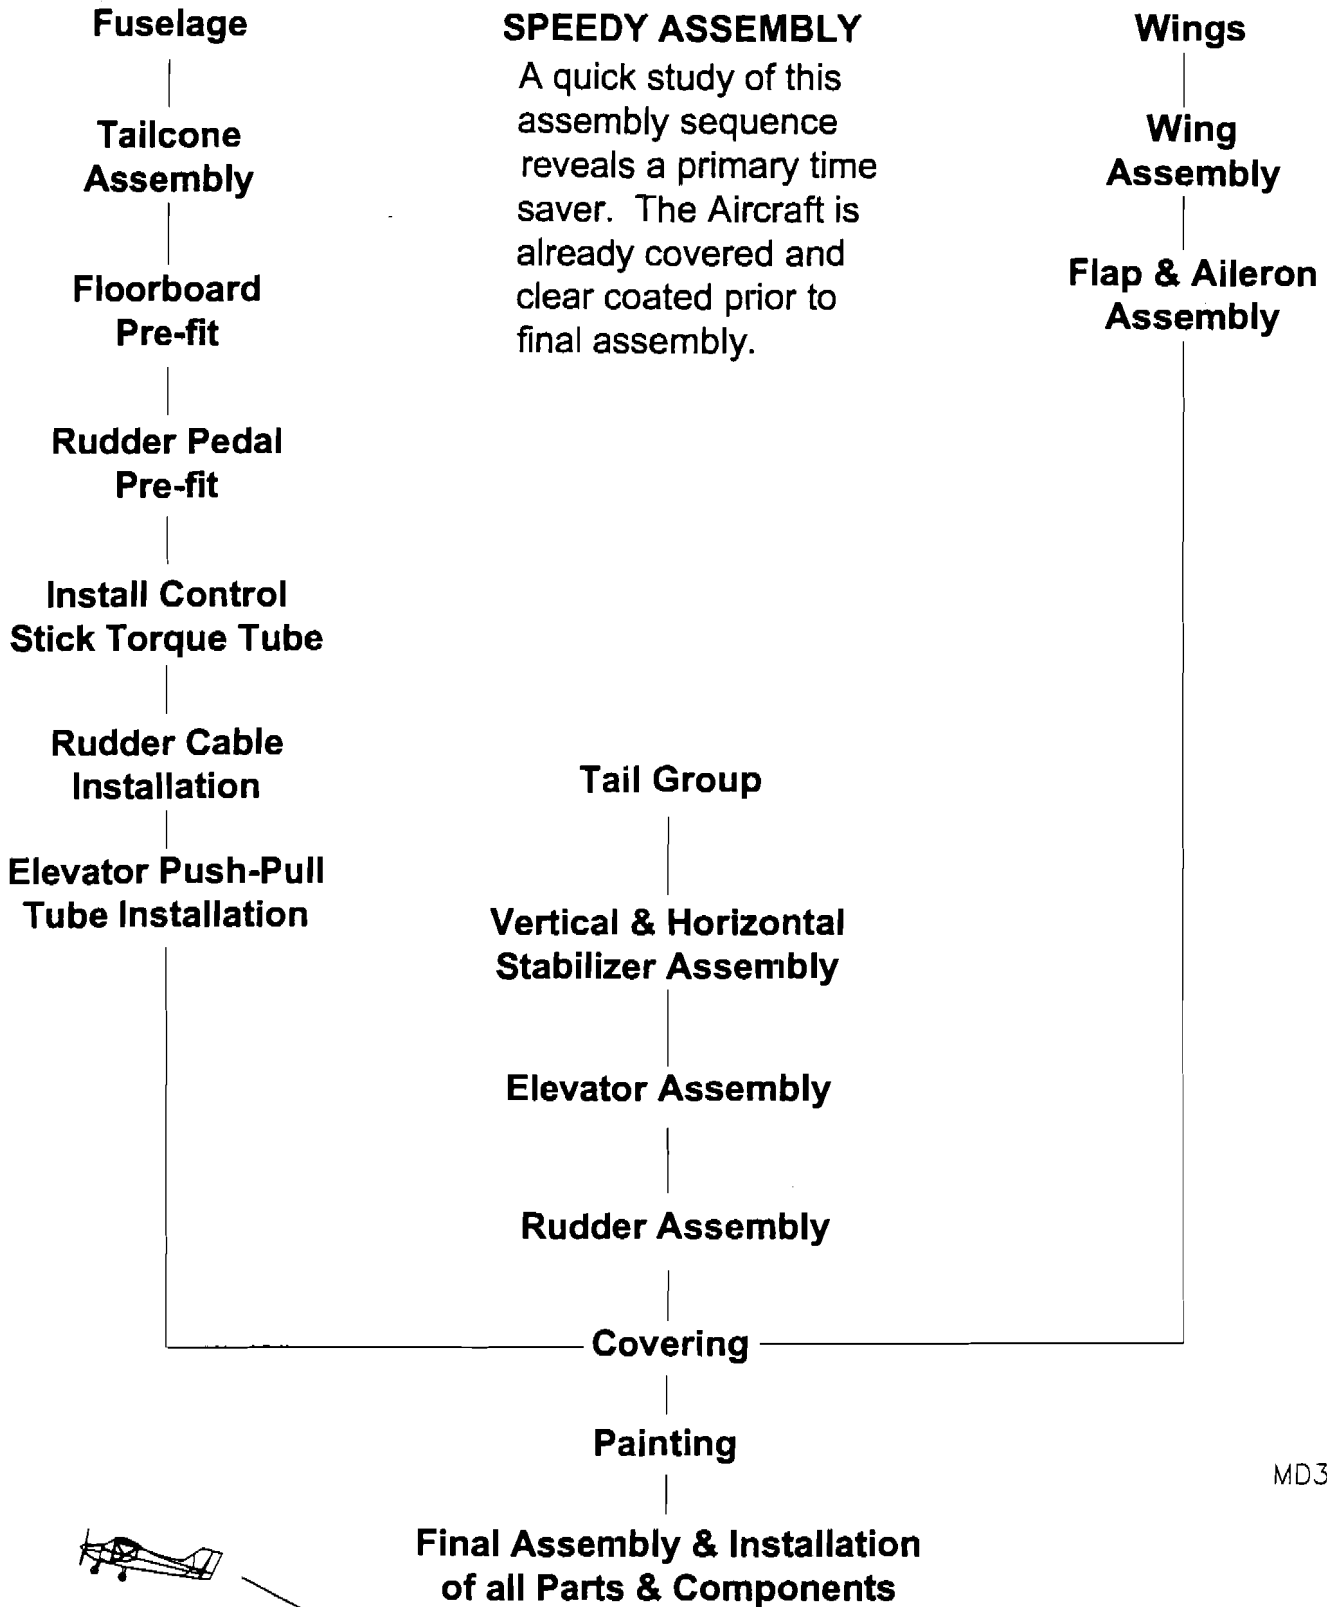 Fuselage
Tailcone
Assembly
Floorboard
Pre-fit
Rudder Pedal
Pre-fit
Install Control
Stick Torque Tube
Rudder Cable
Installation
Elevator Push-Pull
Tube Installation
SPEEDY ASSEMBLY
A quick study of this
assembly sequence
reveals a primary time
saver. The Aircraft is
already covered and
clear coated prior to
final assembly.
Tail Group
Vertical & Horizontal
Stabilizer Assembly
Elevator Assembly
Rudder Assembly
Wings
Wing
Assembly
Flap & Aileron
Assembly
Covering
Painting
Final Assembly & Installation
of all Parts & Components
MD3